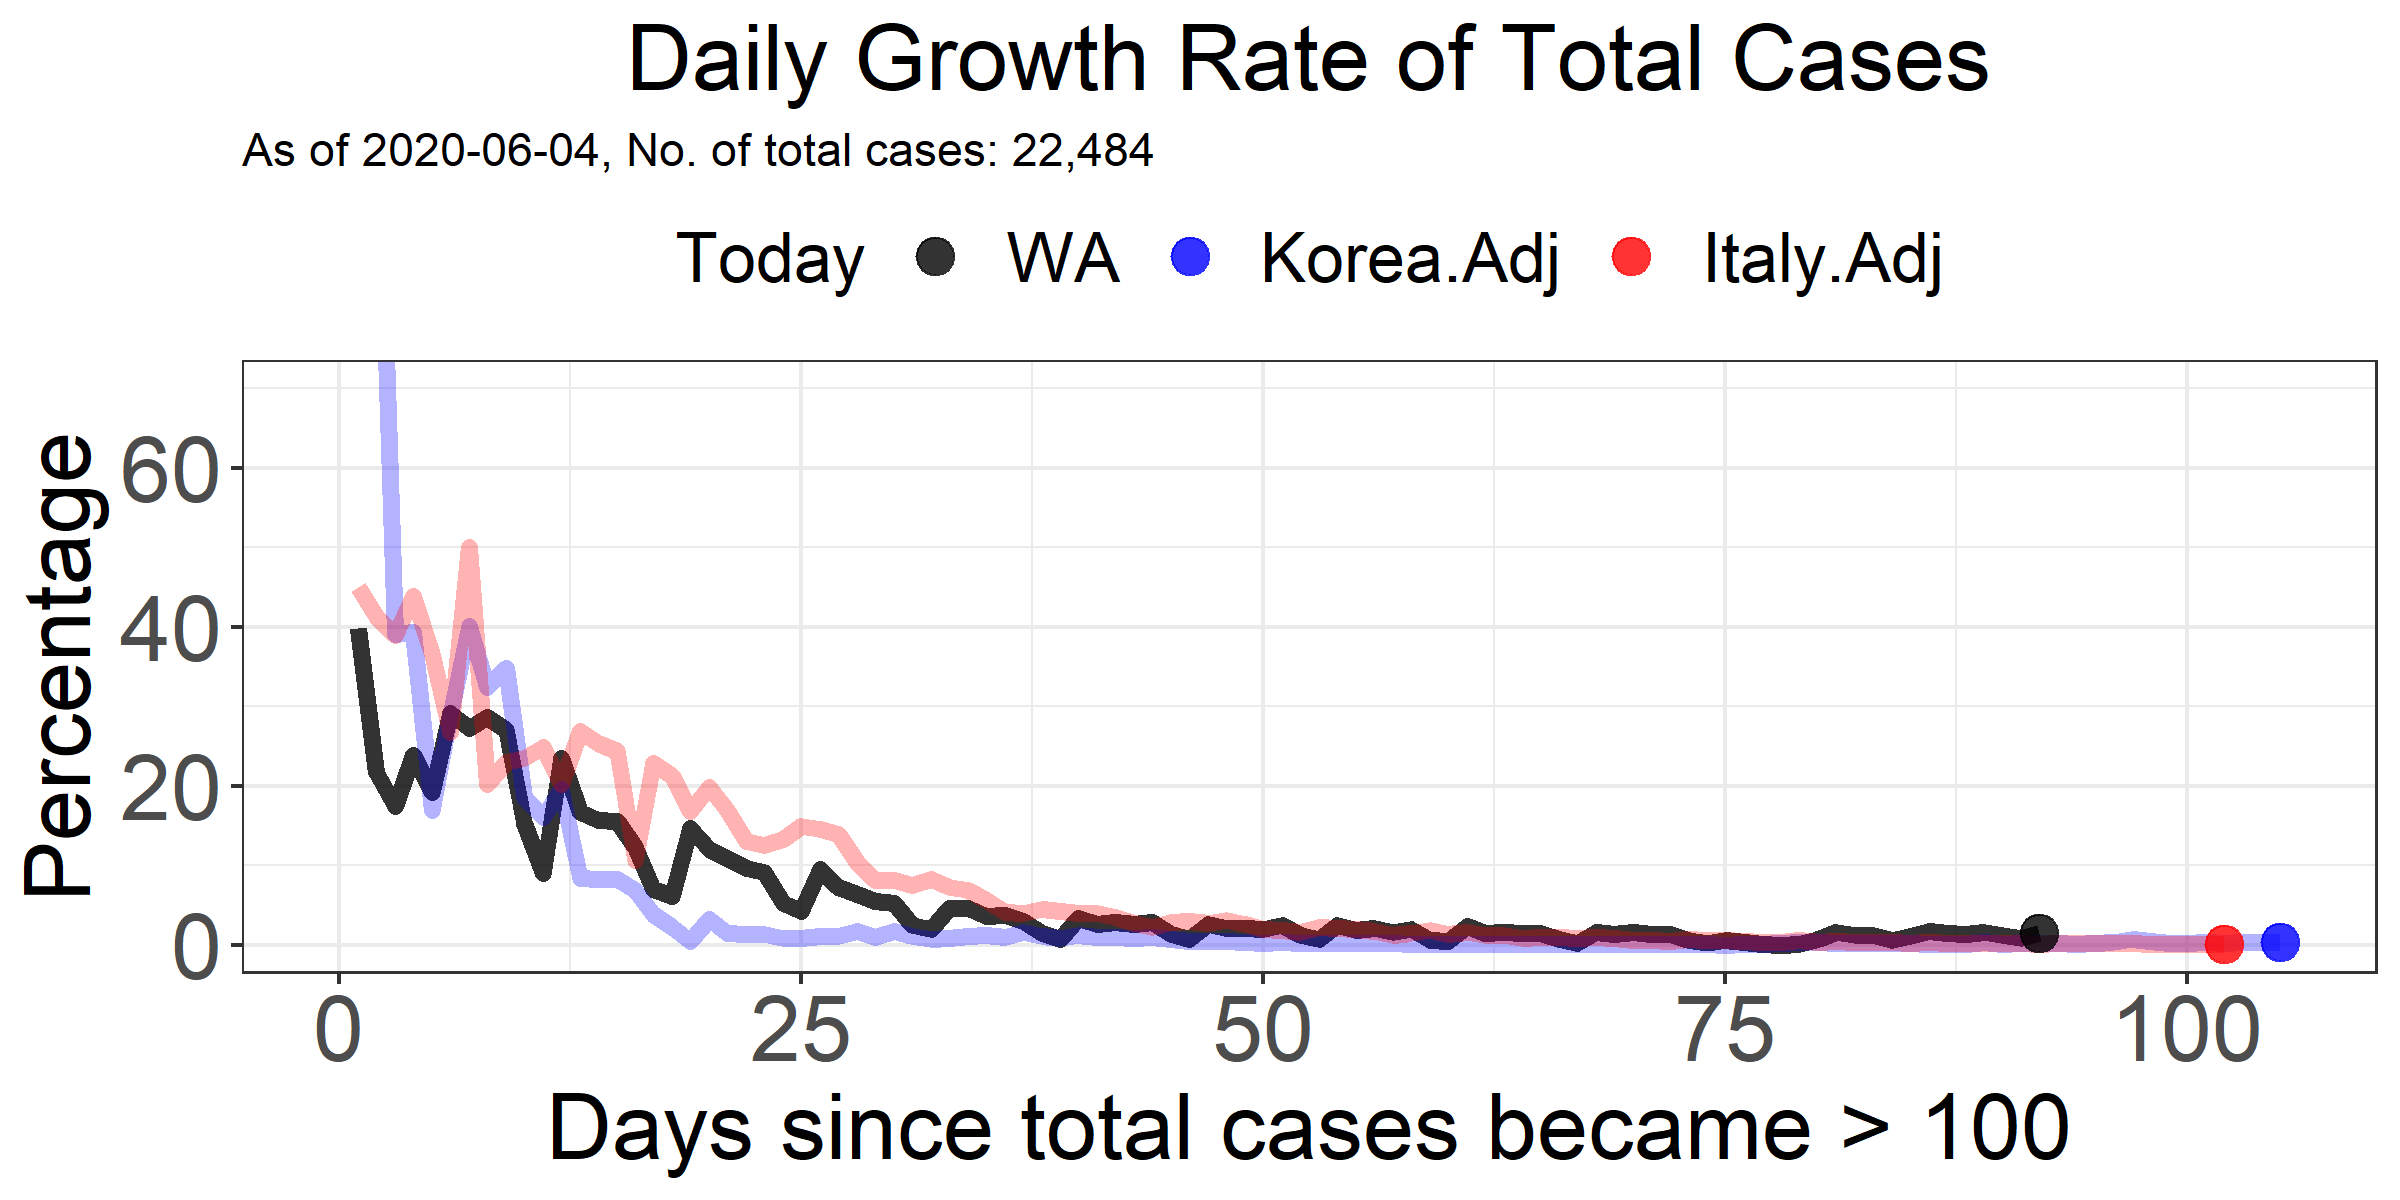 Daily Growth Rate of Total Cases
As of 2020-06-04, No. of total cases: 22,484
Today WA Korea.Adj Italy.Adj
Percentage
60
40
20
0
0 25 50 75 100
Days since total cases became > 100